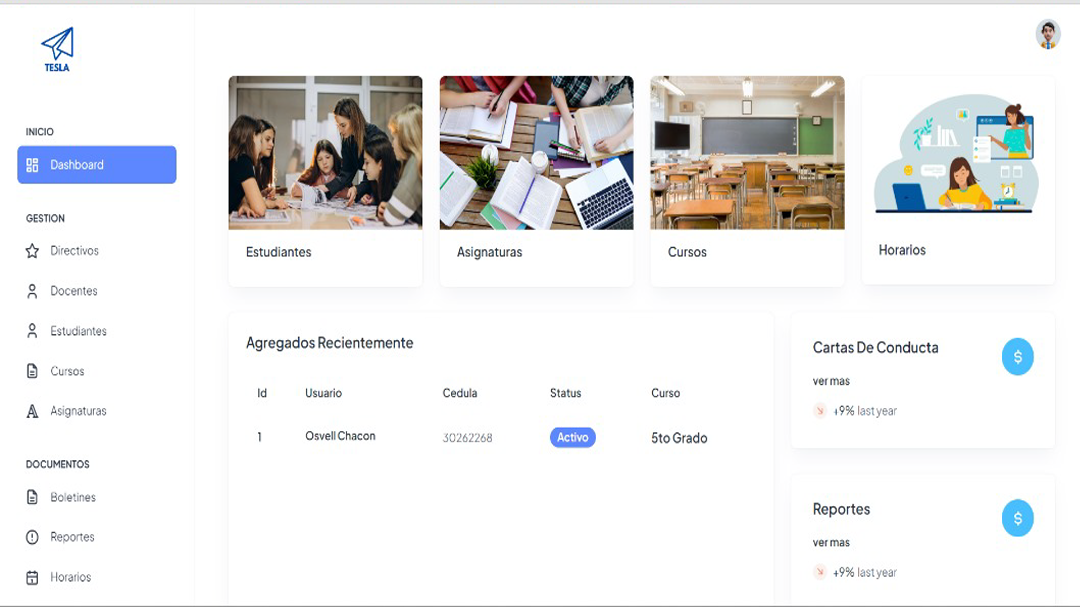 TESLA
INICIO
Dashboard
GESTION
Directivos
Docentes
Estudiantes
Cursos
Asignaturas
DOCUMENTOS
Boletines
Reportes
Horarios
Estudiantes
Asignaturas
Cursos
Horarios
Agregados Recientemente
Id Usuario Cedula Status Curso
1 Osvell Chacon 30262268 Activo 5to Grado
Cartas De Conducta
$
ver mas
+9% last year
Reportes
$
ver mas
+9% last year